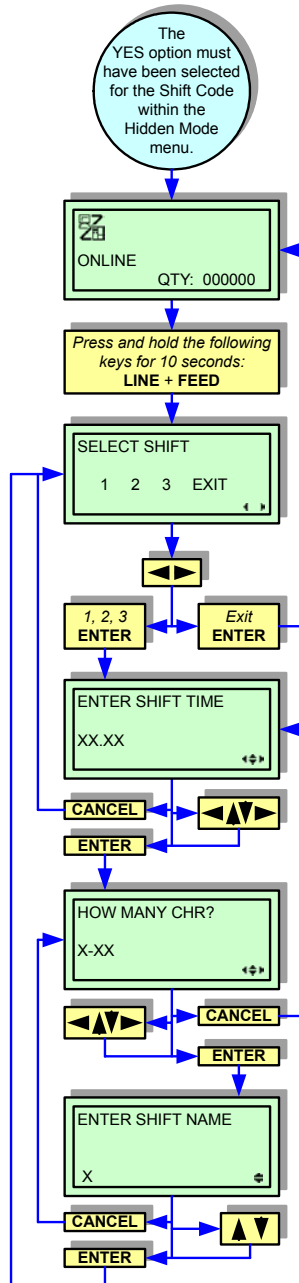 The
YES option must
have been selected
for the Shift Code
within the
Hidden Mode
menu.
ONLINE
QTY: 000000
Press and hold the following
keys for 10 seconds:
LINE + FEED
SELECT SHIFT
1 2 3 EXIT
1, 2, 3
ENTER
Exit
ENTER
ENTER SHIFT TIME
XX.XX
CANCEL
ENTER
HOW MANY CHR?
X-XX
CANCEL
ENTER
ENTER SHIFT NAME
X
CANCEL
ENTER